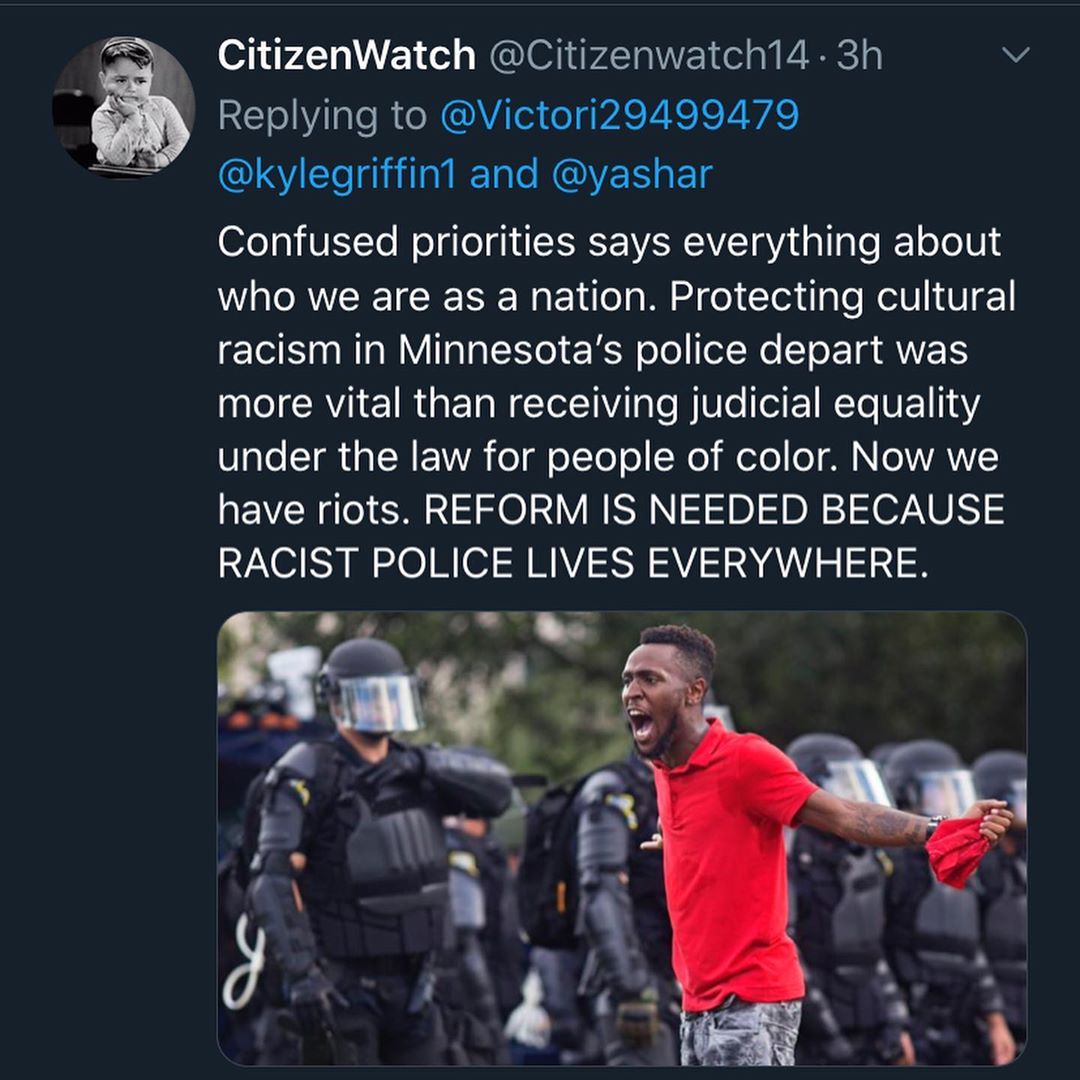 CitizenWatch @Citizenwatch14 · 3h
Replying to @Victori29499479
@kylegriffin1 and @yashar
Confused priorities says everything about
who we are as a nation. Protecting cultural
racism in Minnesota’s police depart was
more vital than receiving judicial equality
under the law for people of color. Now we
have riots. REFORM IS NEEDED BECAUSE
RACIST POLICE LIVES EVERYWHERE.